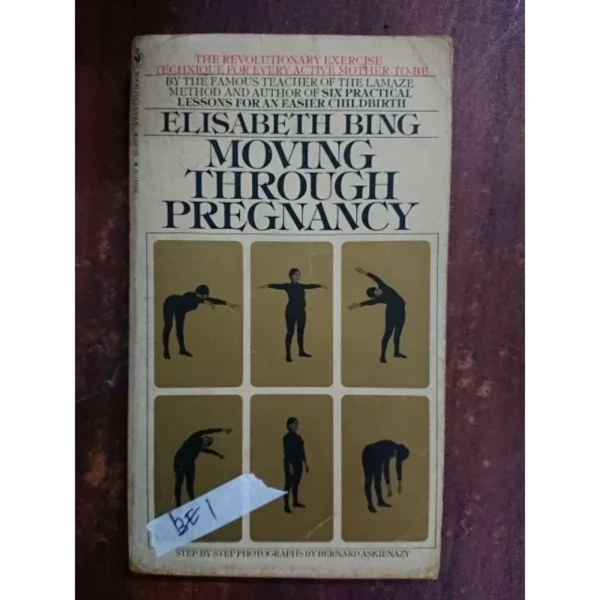 THE REVOLUTIONARY EXERCISE
TECHNIQUE FOR EVERY ACTIVE MOTHER-TO-BE
BY THE FAMOUS TEACHER OF THE LAMAZE
METHOD AND AUTHOR OF SIX PRACTICAL
LESSONS FOR AN EASIER CHILDBIRTH
ELISABETH BING
MOVING
THROUGH
PREGNANCY
BE 1
STEP-BY-STEP PHOTOGRAPHS BY BERNARD ASKIENAZY